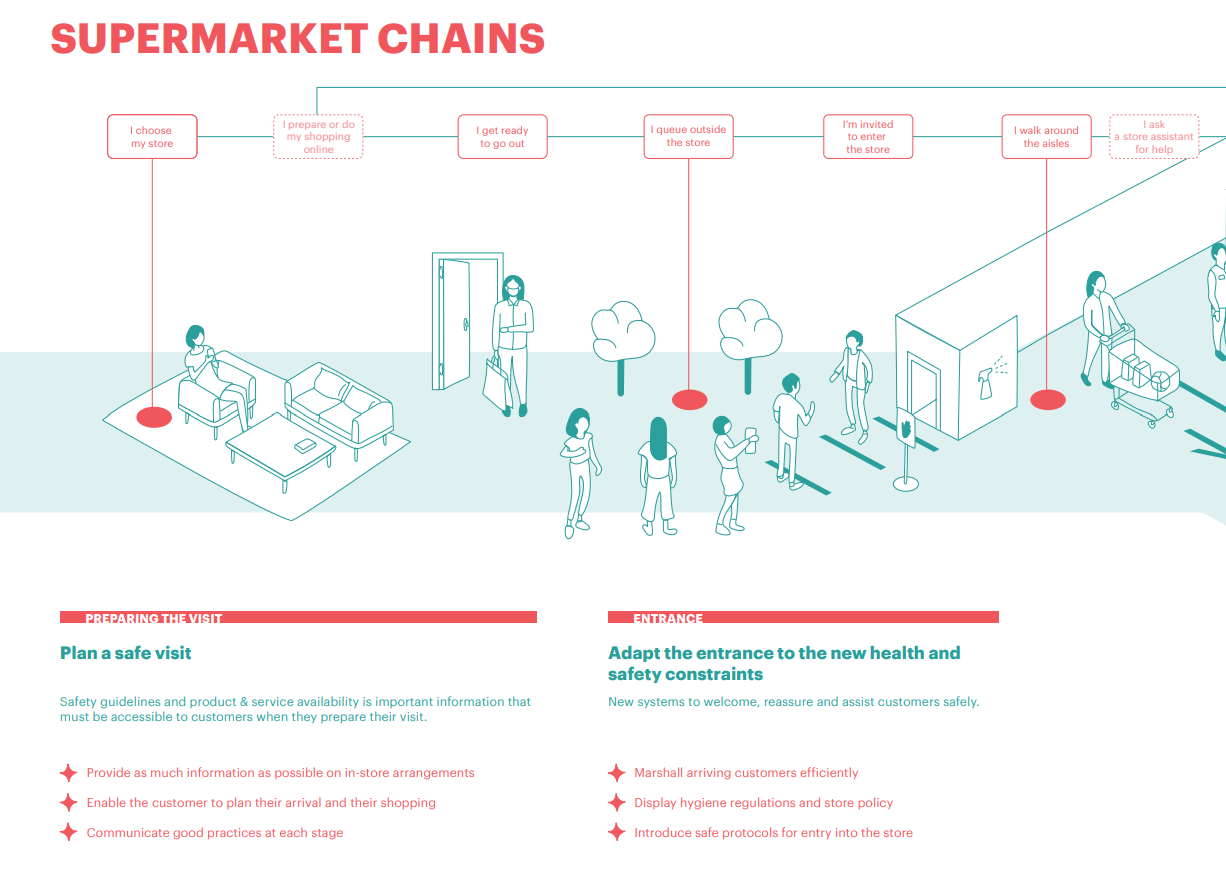 SUPERMARKET CHAINS
I choose
my store
I prepare or do
my shopping
online
I get ready
to go out
I queue outside
the store
I'm invited
to enter
the store
I walk around
the aisles
I ask
a store assistant
for help
PREPARING THE VISIT
Plan a safe visit
Safety guidelines and product & service availability is important information that
must be accessible to customers when they prepare their visit.
Provide as much information as possible on in-store arrangements
Enable the customer to plan their arrival and their shopping
Communicate good practices at each stage
ENTRANCE
Adapt the entrance to the new health and
safety constraints
New systems to welcome, reassure and assist customers safely.
Marshall arriving customers efficiently
Display hygiene regulations and store policy
Introduce safe protocols for entry into the store